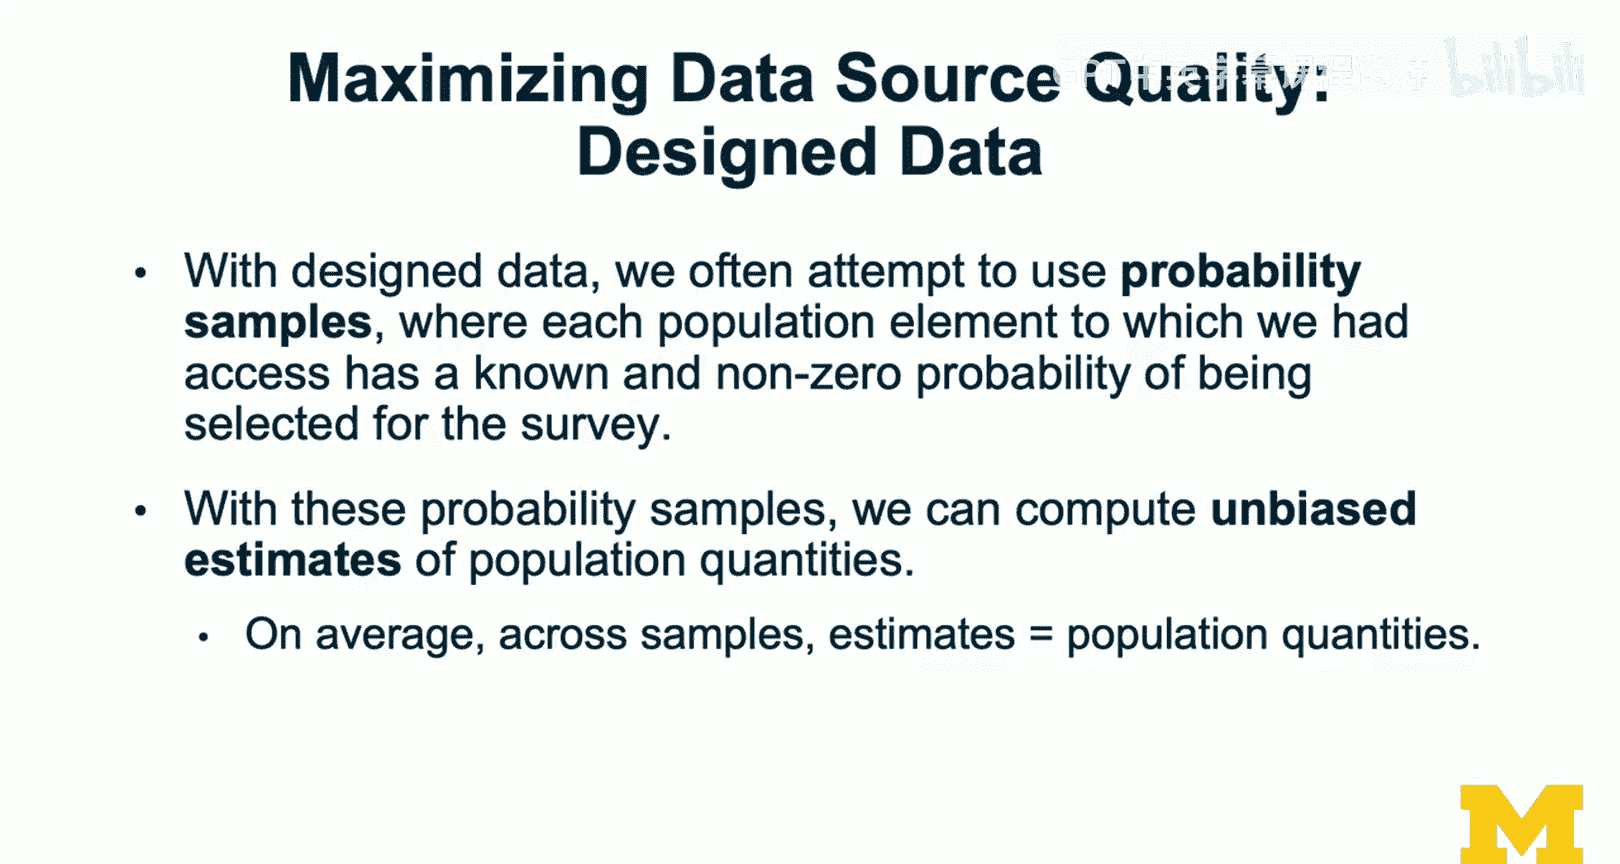 Maximizing Data Source Quality:
Designed Data
bilibili
• With designed data, we often attempt to use probability
samples, where each population element to which we had
access has a known and non-zero probability of being
selected for the survey.
• With these probability samples, we can compute unbiased
estimates of population quantities.
• On average, across samples, estimates = population quantities.
M